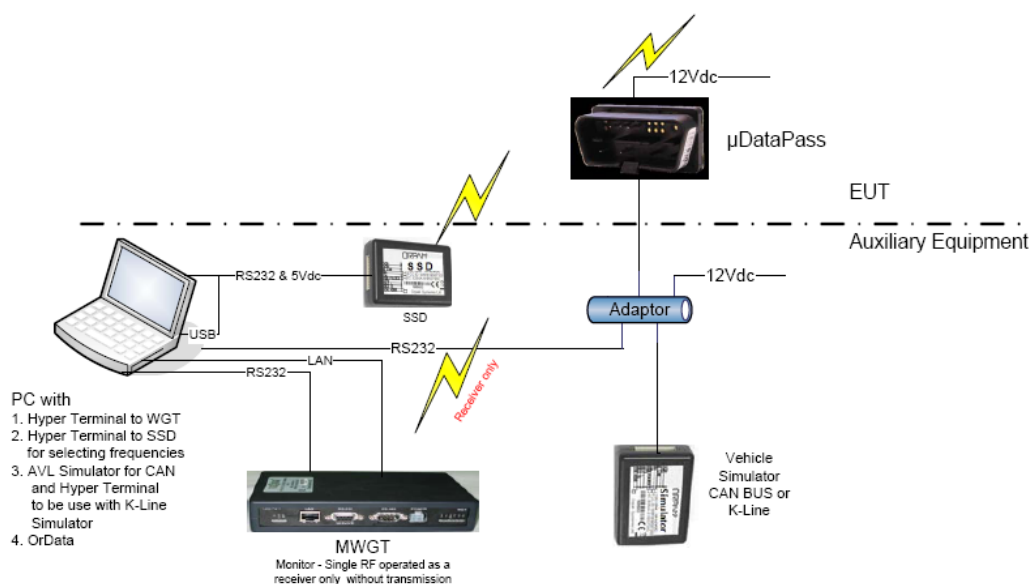 12Vdc
µDataPass
EUT
Auxiliary Equipment
RS232 & 5Vdc
SSD
SSD
12Vdc
Adaptor
USB
RS232
LAN
RS232
Receiver only
PC with
1. Hyper Terminal to WGT
2. Hyper Terminal to SSD
for selecting frequencies
3. AVL Simulator for CAN
and Hyper Terminal
to be use with K-Line
Simulator
4. OrData
Simulator
Vehicle
Simulator
CAN BUS or
K-Line
MWGT
Monitor - Single RF operated as a
receiver only without transmission